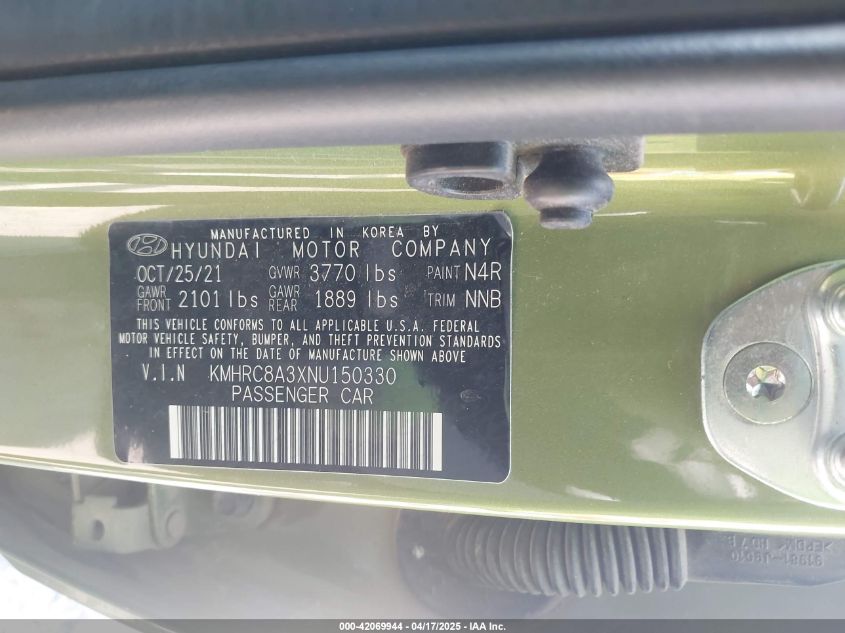 MANUFACTURED IN KOREA BY
HYUNDAI MOTOR COMPANY
OCT/25/21 GVWR 3770 lbs PAINT N4R
GAWR FRONT 2101 lbs GAWR REAR 1889 lbs TRIM NNB
THIS VEHICLE CONFORMS TO ALL APPLICABLE U.S.A. FEDERAL
MOTOR VEHICLE SAFETY, BUMPER, AND THEFT PREVENTION STANDARDS
IN EFFECT ON THE DATE OF MANUFACTURE SHOWN ABOVE
V.I.N KMHRC8A3XNU150330
PASSENGER CAR
>EPDM<
000-42069944 - 04/17/2025 - IAA Inc.